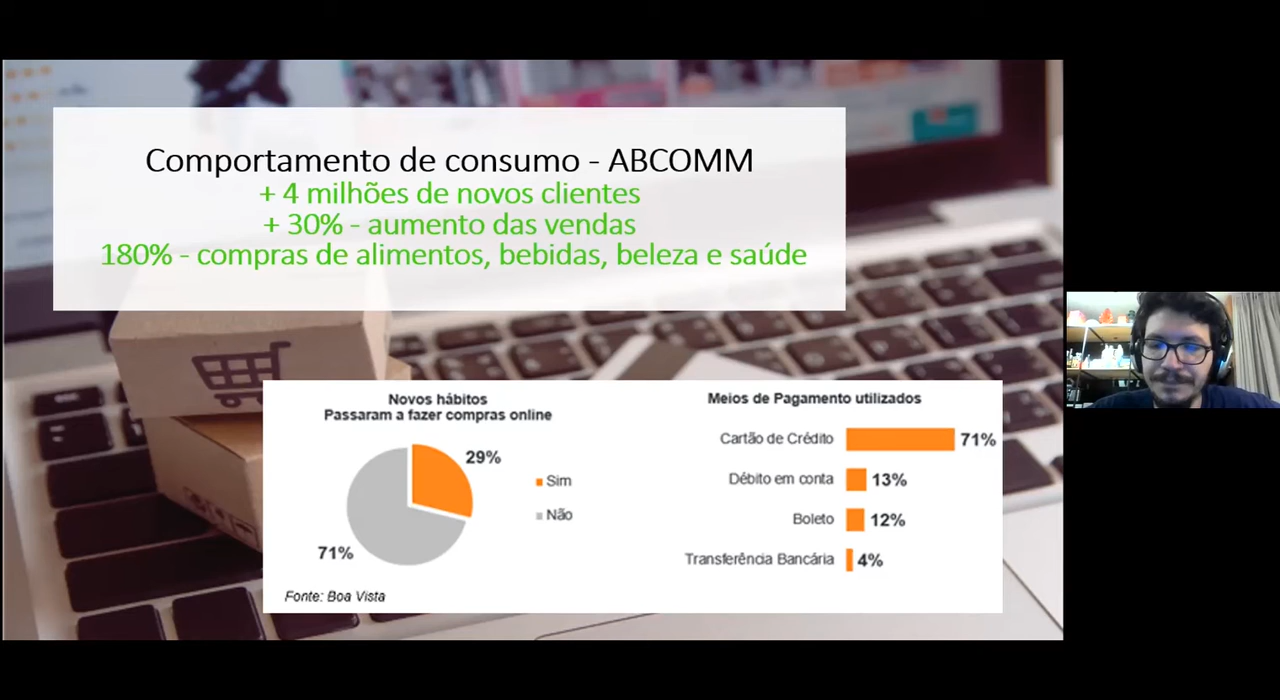 Comportamento de consumo - ABCOMM
+ 4 milhões de novos clientes
+ 30% - aumento das vendas
180% - compras de alimentos, bebidas, beleza e saúde
Novos hábitos
Passaram a fazer compras online
29%
Sim
Não
71%
Fonte: Boa Vista
Meios de Pagamento utilizados
Cartão de Crédito 71%
Débito em conta 13%
Boleto 12%
Transferência Bancária 4%